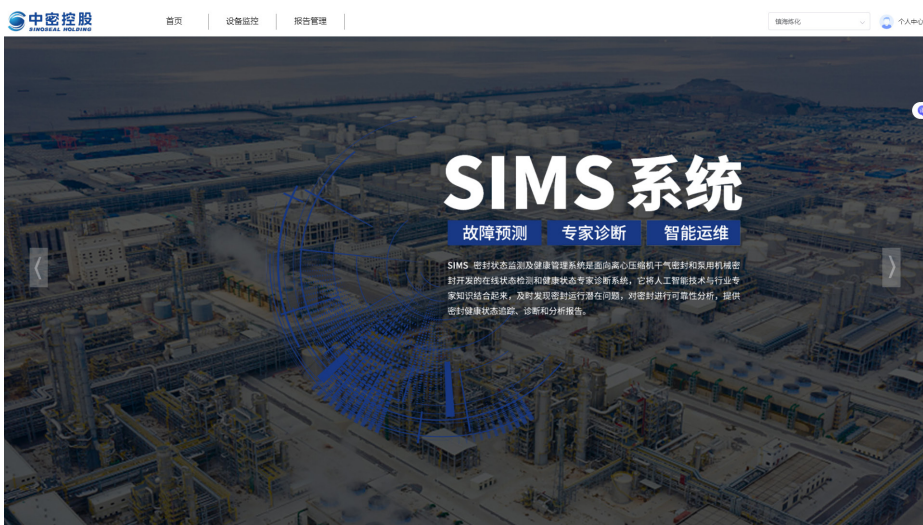 中密控股
SINOSEAL HOLDING
首页
设备监控
报告管理
镇海炼化
个人中心
SIMS 系统
故障预测
专家诊断
智能运维
SIMS 密封状态监测及健康管理系统是面向离心压缩机干气密封和泵用机械密
封开发的在线状态检测和健康状态专家诊断系统，它将人工智能技术与行业专
家知识结合起来，及时发现密封运行潜在问题，对密封进行可靠性分析，提供
密封健康状态追踪、诊断和分析报告。